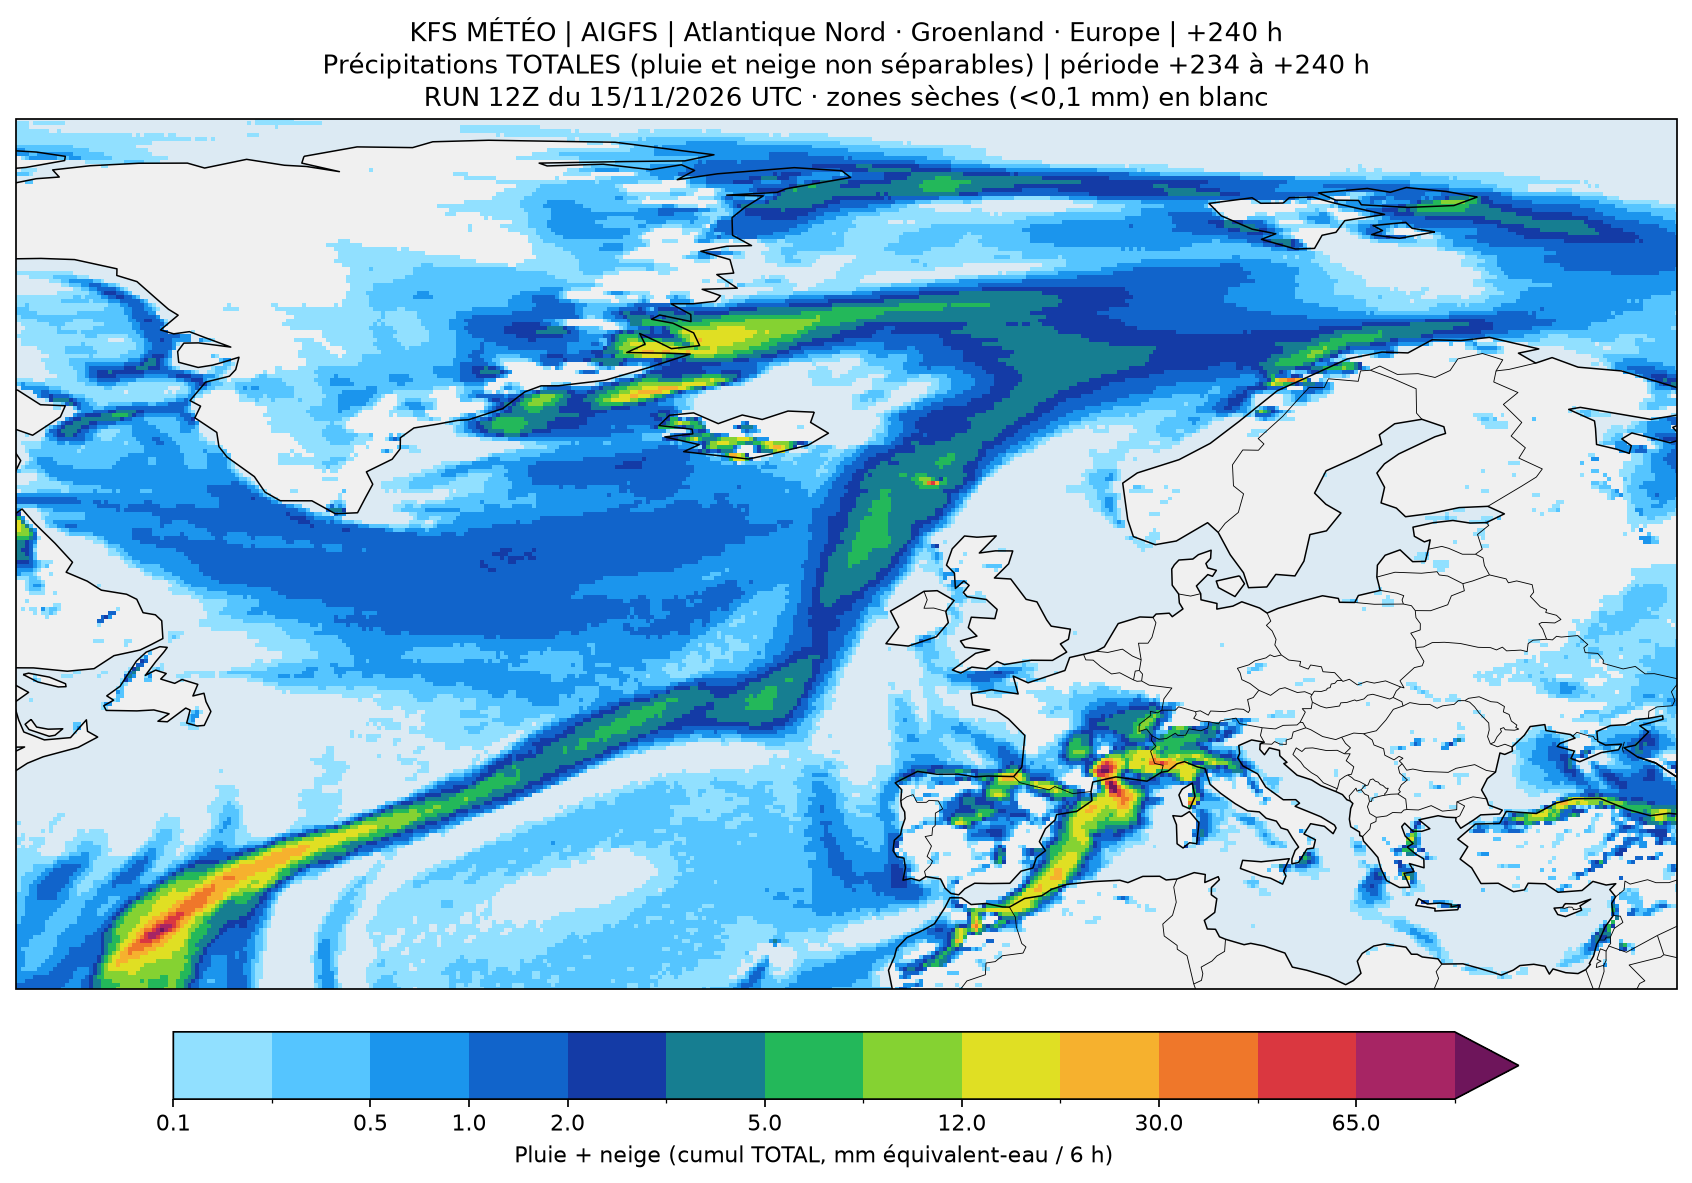 KFS MÉTÉO | AIGFS | Atlantique Nord · Groenland · Europe | +240 h
Précipitations TOTALES (pluie et neige non séparables) | période +234 à +240 h
RUN 12Z du 15/11/2026 UTC · zones sèches (<0,1 mm) en blanc
0.1 0.5 1.0 2.0 5.0 12.0 30.0 65.0
Pluie + neige (cumul TOTAL, mm équivalent-eau / 6 h)